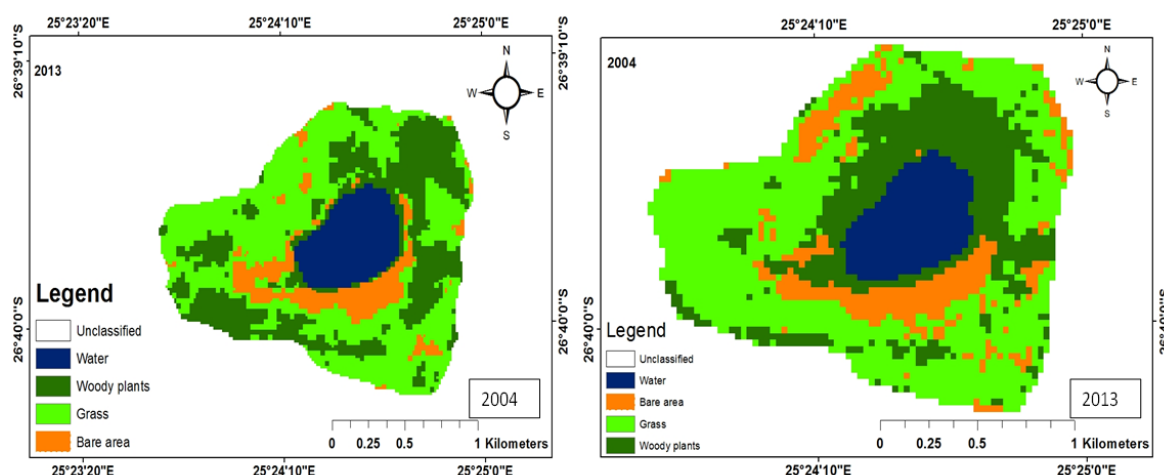 25°23'20"E 25°24'10"E 25°25'0"E
26°39'10"S
2013
N
W E
S
Legend
Unclassified
Water
Woody plants
Grass
Bare area
2004
0 0.25 0.5 1 Kilometers
26°40'0"S
25°23'20"E 25°24'10"E 25°25'0"E
25°24'10"E 25°25'0"E
26°39'10"S
26°39'10"S
2004
N
W E
S
Legend
Unclassified
Water
Bare area
Grass
Woody plants
2013
0 0.25 0.5 1 Kilometers
26°40'0"S
26°40'0"S
25°24'10"E 25°25'0"E